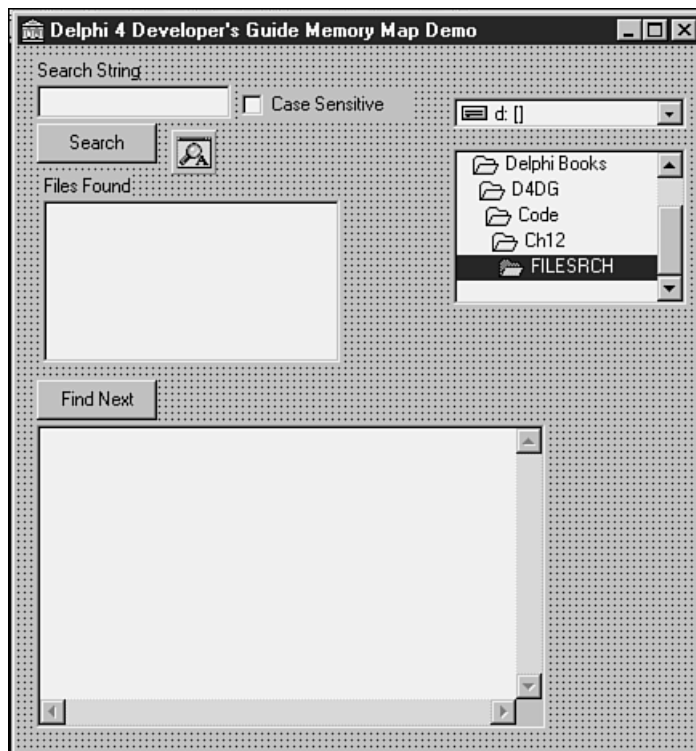 Delphi 4 Developer's Guide Memory Map Demo
Search String
Case Sensitive
d: []
Search
Delphi Books
D4DG
Code
Ch12
FILESRCH
Files Found
Find Next